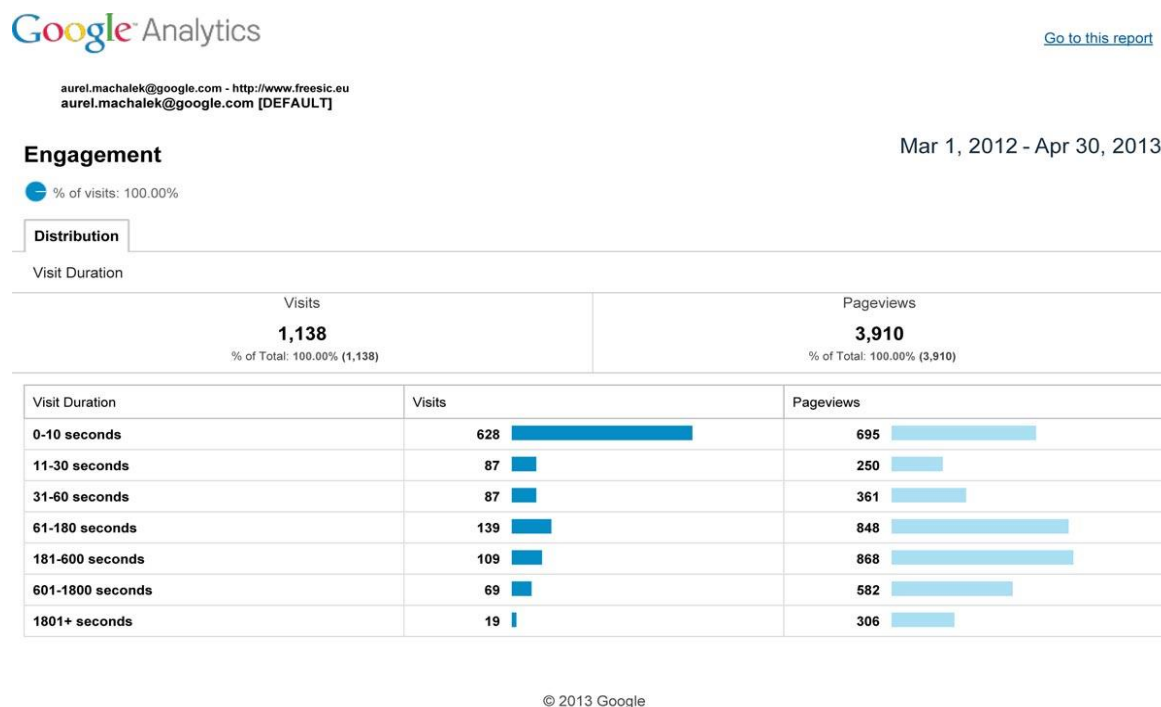 Google Analytics
Go to this report
aurel.machalek@google.com - http://www.freesic.eu
aurel.machalek@google.com [DEFAULT]
Engagement
Mar 1, 2012 - Apr 30, 2013
% of visits: 100.00%
Distribution
Visit Duration
Visits Pageviews
1,138 3,910
% of Total: 100.00% (1,138) % of Total: 100.00% (3,910)
Visit Duration Visits Pageviews
0-10 seconds 628 695
11-30 seconds 87 250
31-60 seconds 87 361
61-180 seconds 139 848
181-600 seconds 109 868
601-1800 seconds 69 582
1801+ seconds 19 306
© 2013 Google